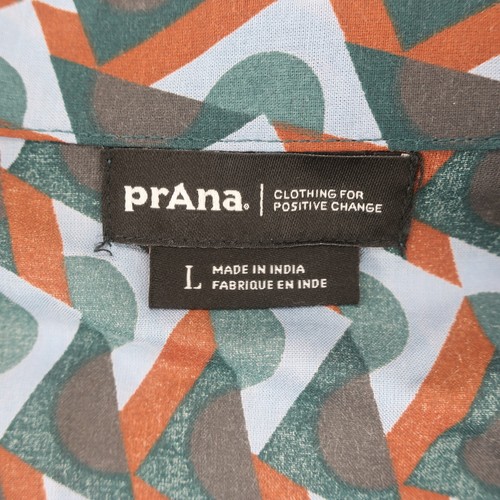 prAna
CLOTHING FOR
POSITIVE CHANGE
L
MADE IN INDIA
FABRIQUE EN INDE